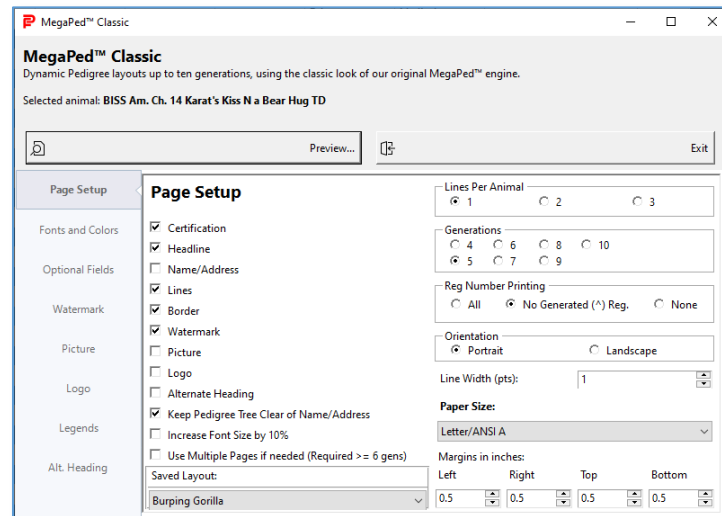 MegaPed™ Classic
MegaPed™ Classic
Dynamic Pedigree layouts up to ten generations, using the classic look of our original MegaPed™ engine.
Selected animal: BISS Am. Ch. 14 Karat's Kiss N a Bear Hug TD
Preview...
Exit
Page Setup
Fonts and Colors
Optional Fields
Watermark
Picture
Logo
Legends
Alt. Heading
Page Setup
Certification
Headline
Name/Address
Lines
Border
Watermark
Picture
Logo
Alternate Heading
Keep Pedigree Tree Clear of Name/Address
Increase Font Size by 10%
Use Multiple Pages if needed (Required >= 6 gens)
Saved Layout:
Burping Gorilla
Lines Per Animal
1 2 3
Generations
4 6 8 10
5 7 9
Reg Number Printing
All No Generated (^) Reg. None
Orientation
Portrait Landscape
Line Width (pts): 1
Paper Size:
Letter/ANSI A
Margins in inches:
Left Right Top Bottom
0.5 0.5 0.5 0.5